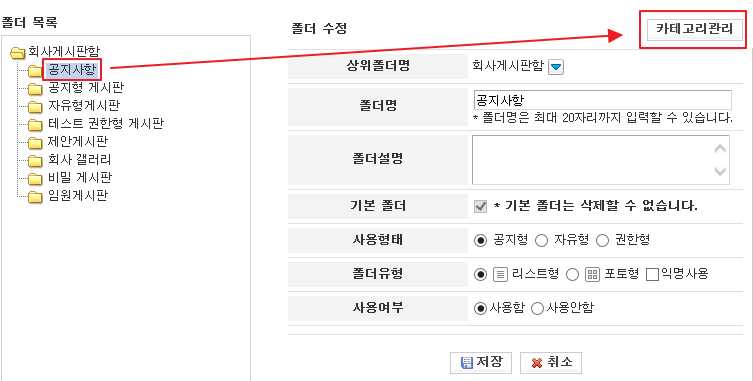 폴더 목록
회사게시판함
공지사항
공지형 게시판
자유형게시판
테스트 권한형 게시판
제안게시판
회사 갤러리
비밀 게시판
임원게시판
폴더 수정
카테고리관리
상위폴더명 회사게시판함
폴더명 공지사항
* 폴더명은 최대 20자리까지 입력할 수 있습니다.
폴더설명
기본 폴더 * 기본 폴더는 삭제할 수 없습니다.
사용형태 공지형 자유형 권한형
폴더유형 리스트형 포토형 익명사용
사용여부 사용함 사용안함
저장 취소